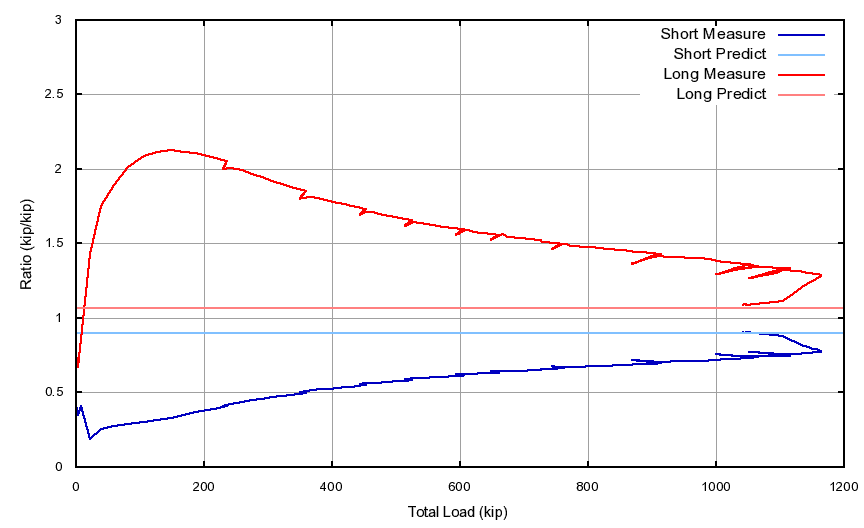 3
2.5
2
1.5
1
0.5
0
Ratio (kip/kip)
Short Measure
Short Predict
Long Measure
Long Predict
0 200 400 600 800 1000 1200
Total Load (kip)